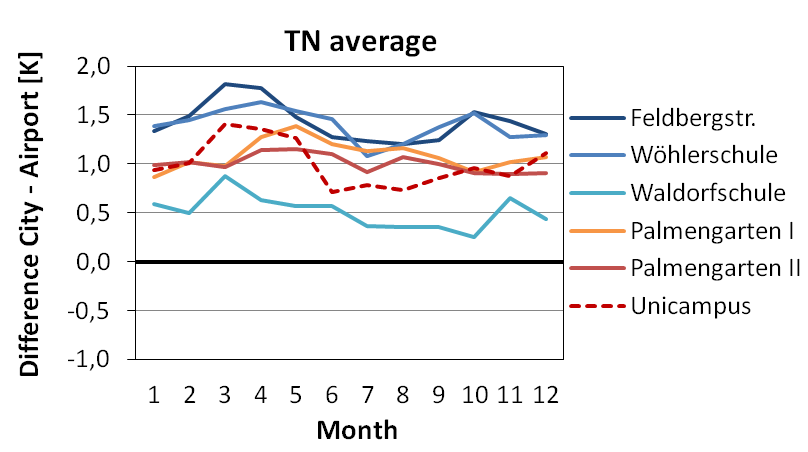 TN average
Difference City - Airport [K]
2,0
1,5
1,0
0,5
0,0
-0,5
-1,0
1 2 3 4 5 6 7 8 9 10 11 12
Month
Feldbergstr.
Wöhlerschule
Waldorfschule
Palmengarten I
Palmengarten II
Unicampus